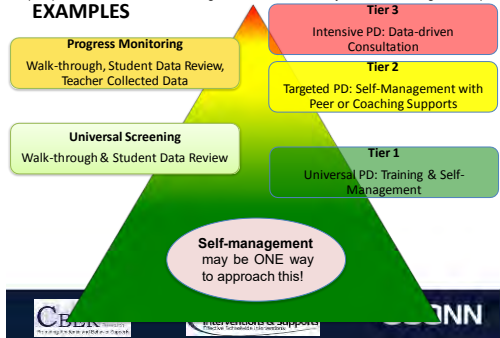 EXAMPLES
Progress Monitoring
Walk-through, Student Data Review,
Teacher Collected Data
Universal Screening
Walk-through & Student Data Review
Tier 3
Intensive PD: Data-driven
Consultation
Tier 2
Targeted PD: Self-Management with
Peer or Coaching Supports
Tier 1
Universal PD: Training & Self-
Management
Self-management
may be ONE way
to approach this!
CBER
Interventions & Supports